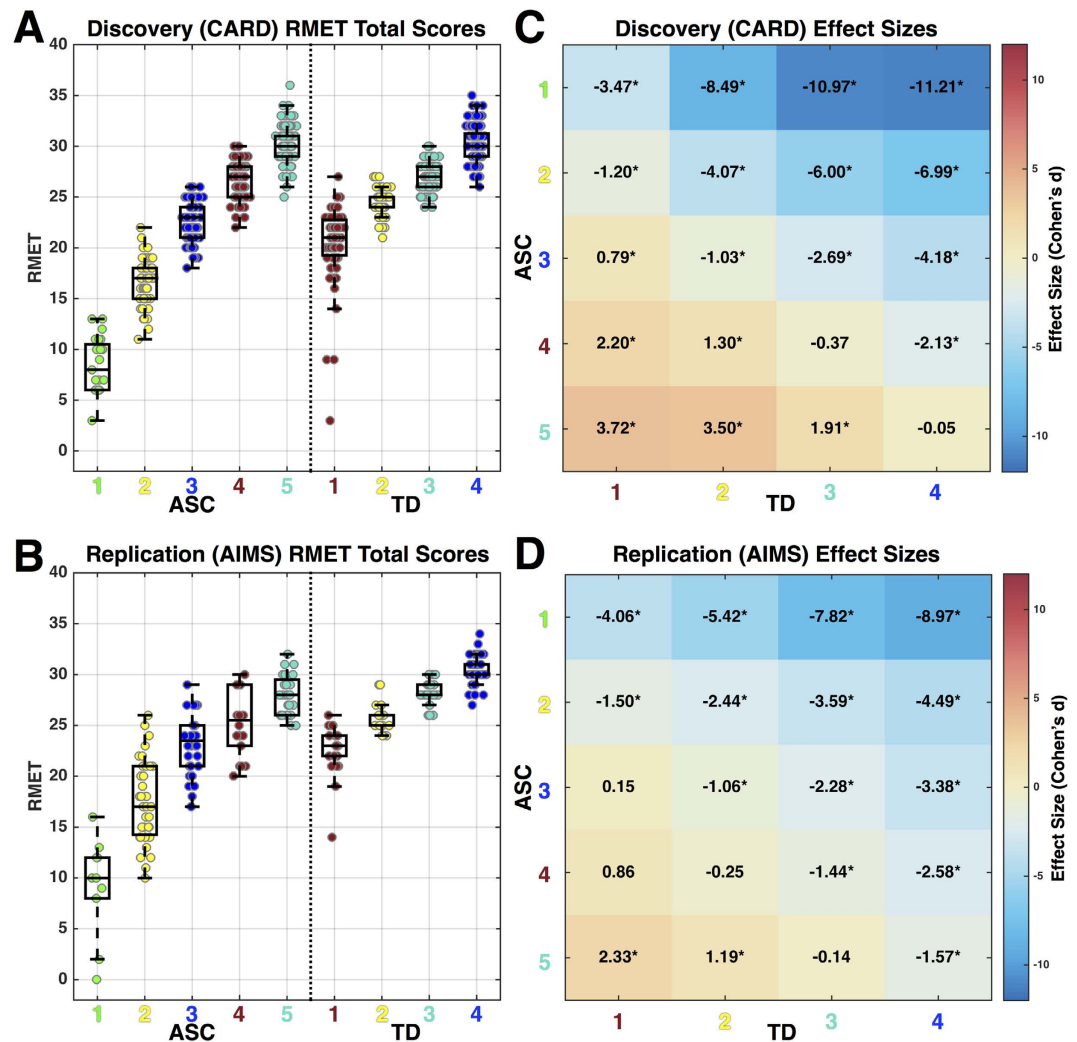 A
Discovery (CARD) RMET Total Scores
40
35
30
25
20
15
10
5
0
RMET
1 2 3 4 5 1 2 3 4
ASC TD
C
Discovery (CARD) Effect Sizes
1 -3.47* -8.49* -10.97* -11.21*
2 -1.20* -4.07* -6.00* -6.99*
3 0.79* -1.03* -2.69* -4.18*
4 2.20* 1.30* -0.37 -2.13*
5 3.72* 3.50* 1.91* -0.05
ASC
1 2 3 4
TD
10
5
0
-5
-10
Effect Size (Cohen's d)
B
Replication (AIMS) RMET Total Scores
40
35
30
25
20
15
10
5
0
RMET
1 2 3 4 5 1 2 3 4
ASC TD
D
Replication (AIMS) Effect Sizes
1 -4.06* -5.42* -7.82* -8.97*
2 -1.50* -2.44* -3.59* -4.49*
3 0.15 -1.06* -2.28* -3.38*
4 0.86 -0.25 -1.44* -2.58*
5 2.33* 1.19* -0.14 -1.57*
ASC
1 2 3 4
TD
10
5
0
-5
-10
Effect Size (Cohen's d)